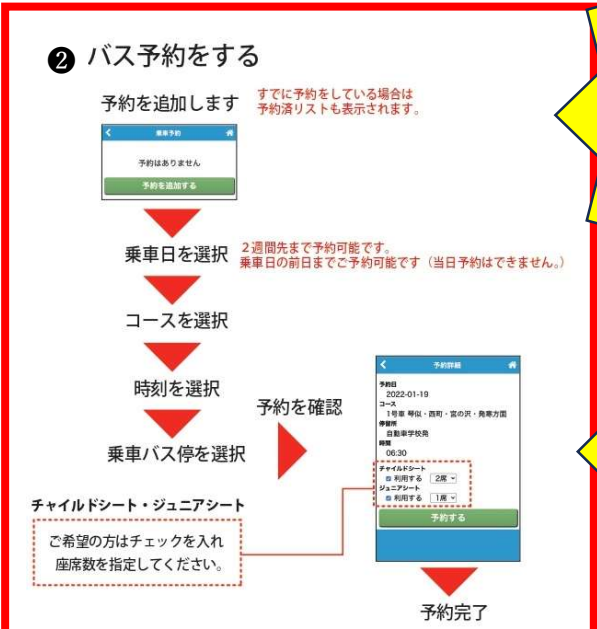 ❷ バス予約をする
予約を追加します
すでに予約をしている場合は
予約済リストも表示されます。
乗車予約
予約はありません
予約を追加する
乗車日を選択
2週間先まで予約可能です。
乗車日の前日までご予約可能です（当日予約はできません。）
コースを選択
時刻を選択
乗車バス停を選択
予約を確認
予約詳細
予約日
2022-01-19
コース
1号車 琴似・西町・宮の沢・発寒方面
停留所
自動車学校発
時間
06:30
チャイルドシート
利用する 2席
ジュニアシート
利用する 1席
予約する
チャイルドシート・ジュニアシート
ご希望の方はチェックを入れ
座席数を指定してください。
予約完了